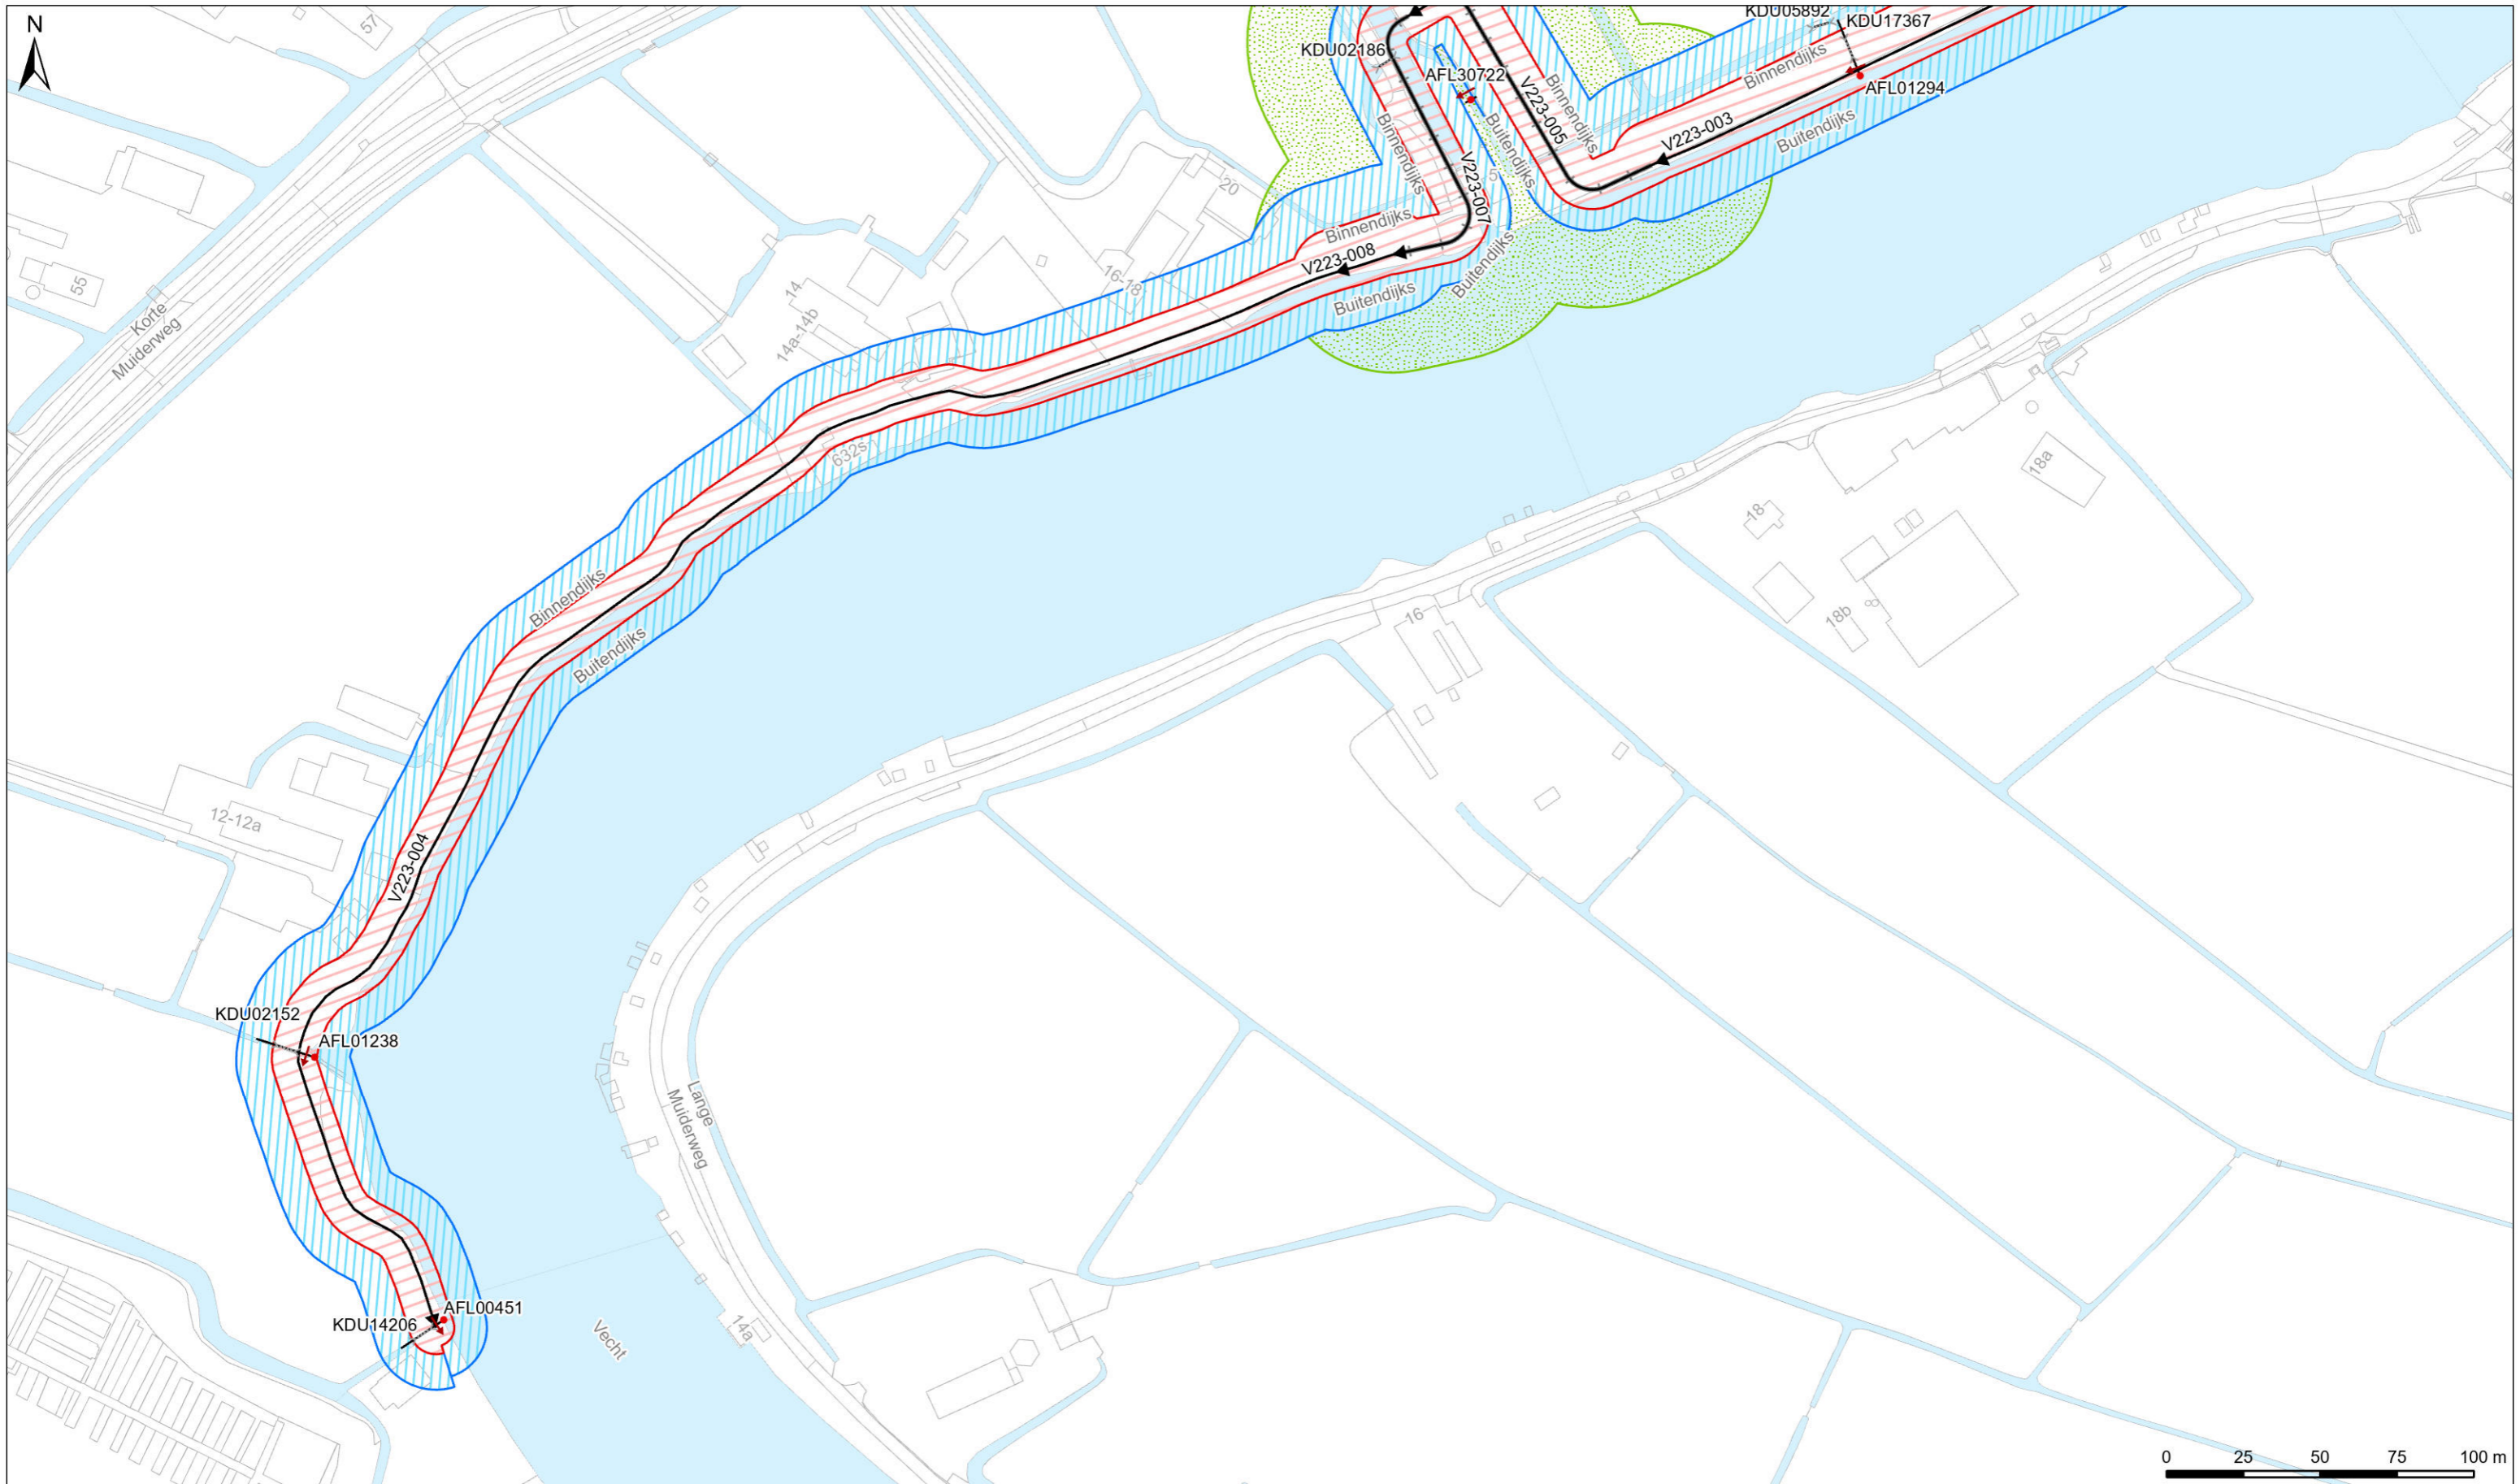 N
57
KDU05892
KDU17367
KDU02186
AFL30722
AFL01294
Binnendijks
Binnendijks
Binnendijks
Buitendijks
Buitendijks
V223-005
V223-003
V223-007
5
20
Binnendijks
V223-008
Buitendijks
Buitendijks
16-18
14
14a-14b
55
Korte
Muiderweg
632s
18a
18
18b
16
Binnendijks
Buitendijks
12-12a
V223-004
KDU02152
AFL01238
Lange
Muiderweg
AFL00451
KDU14206
Vecht
14a
0 25 50 75 100 m